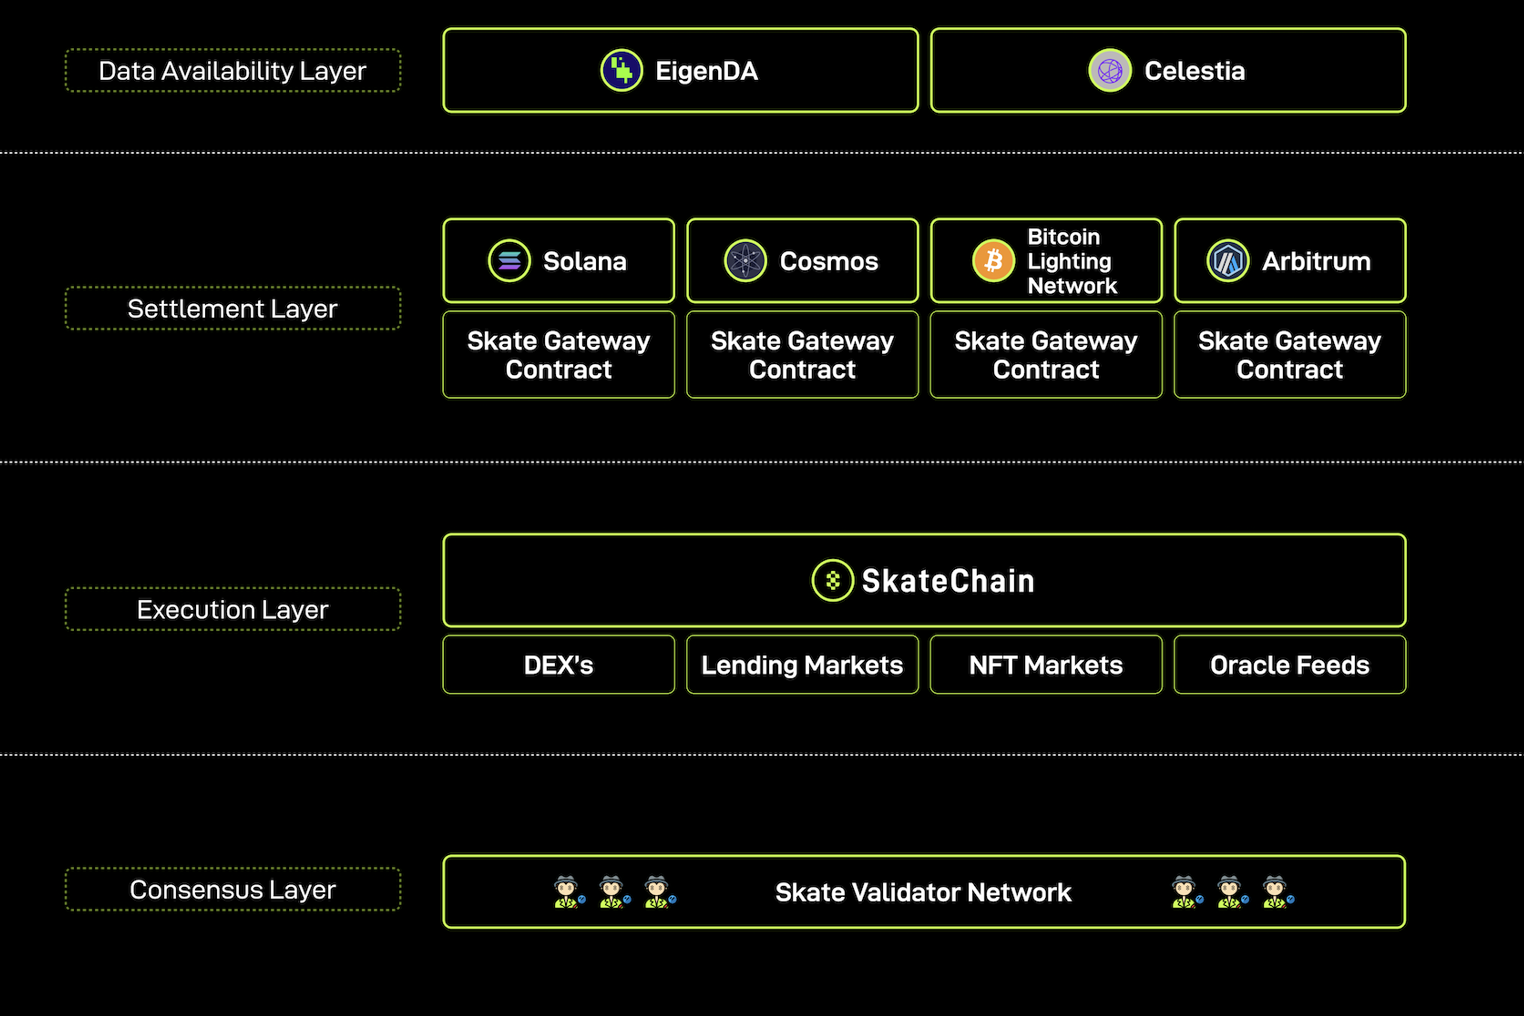 Data Availability Layer
EigenDA
Celestia
Settlement Layer
Solana
Cosmos
Bitcoin
Lighting
Network
Arbitrum
Skate Gateway
Contract
Skate Gateway
Contract
Skate Gateway
Contract
Skate Gateway
Contract
Execution Layer
SkateChain
DEX's
Lending Markets
NFT Markets
Oracle Feeds
Consensus Layer
Skate Validator Network